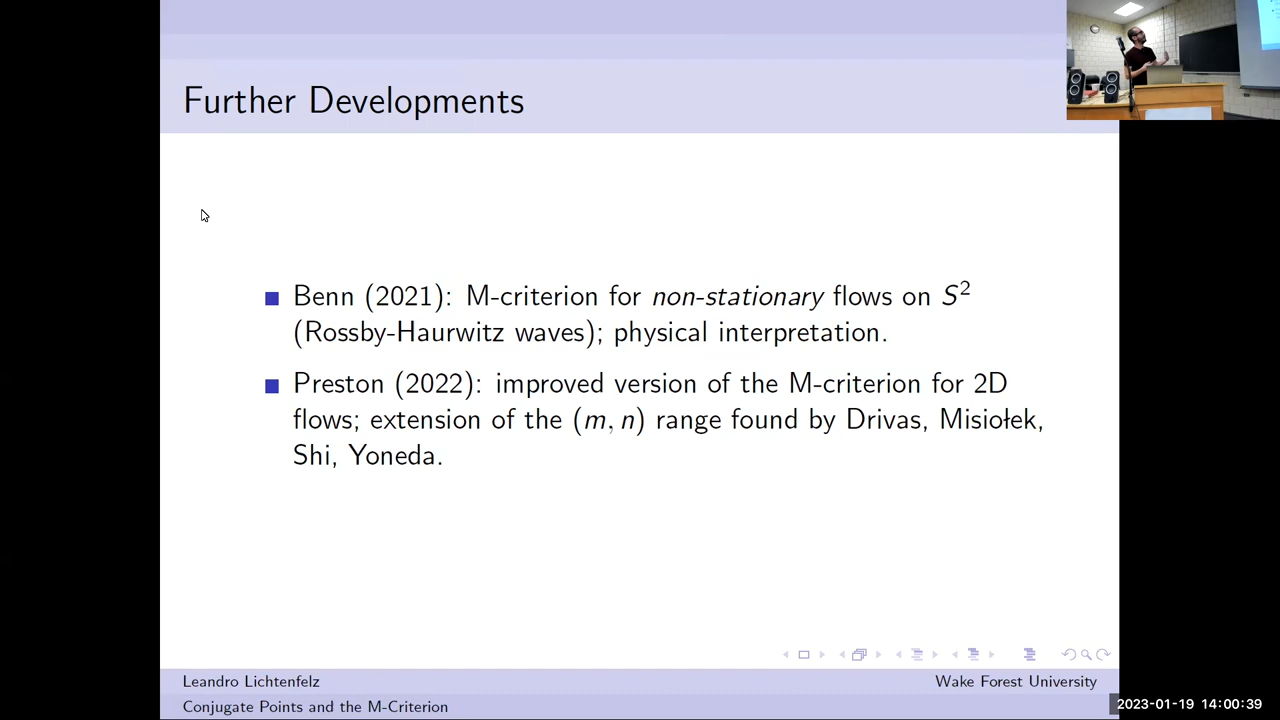 Further Developments
Benn (2021): M-criterion for non-stationary flows on S²
(Rossby-Haurwitz waves); physical interpretation.
Preston (2022): improved version of the M-criterion for 2D
flows; extension of the (m, n) range found by Drivas, Misiołek,
Shi, Yoneda.
Leandro Lichtenfelz
Wake Forest University
Conjugate Points and the M-Criterion
2023-01-19 14:00:39